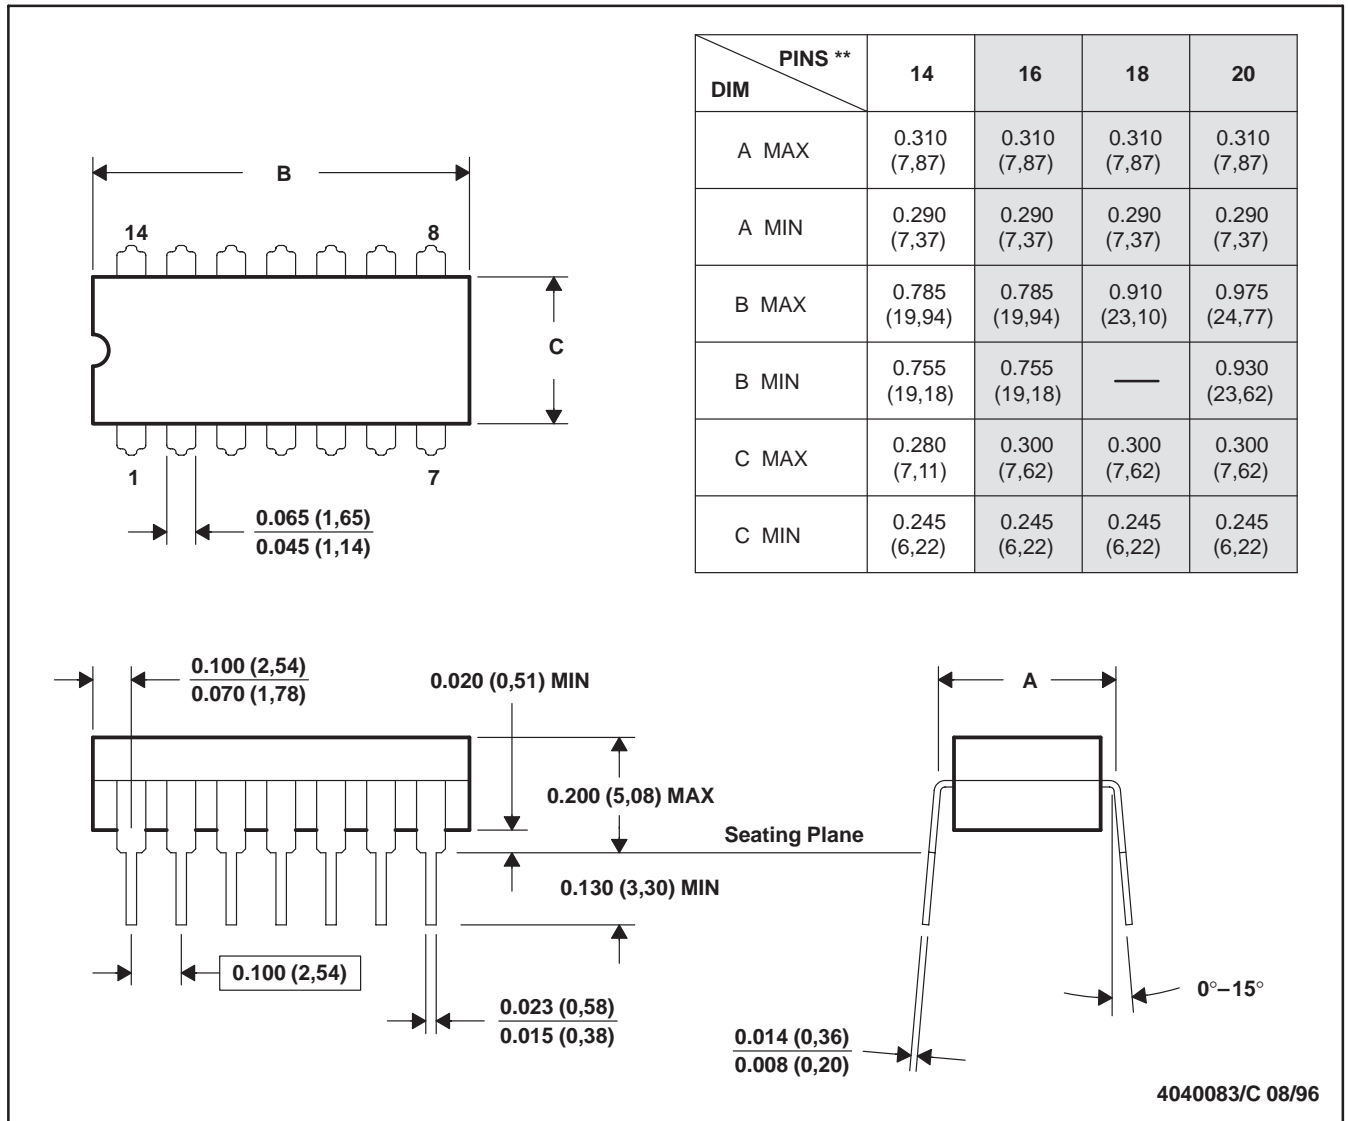 PINS **
DIM
14 16 18 20
A MAX 0.310 (7,87) 0.310 (7,87) 0.310 (7,87) 0.310 (7,87)
A MIN 0.290 (7,37) 0.290 (7,37) 0.290 (7,37) 0.290 (7,37)
B MAX 0.785 (19,94) 0.785 (19,94) 0.910 (23,10) 0.975 (24,77)
B MIN 0.755 (19,18) 0.755 (19,18) — 0.930 (23,62)
C MAX 0.280 (7,11) 0.300 (7,62) 0.300 (7,62) 0.300 (7,62)
C MIN 0.245 (6,22) 0.245 (6,22) 0.245 (6,22) 0.245 (6,22)
B
14 8
C
1 7
0.065 (1,65)
0.045 (1,14)
0.100 (2,54)
0.070 (1,78)
0.020 (0,51) MIN
0.200 (5,08) MAX
Seating Plane
0.130 (3,30) MIN
0.100 (2,54)
0.023 (0,58)
0.015 (0,38)
A
0°–15°
0.014 (0,36)
0.008 (0,20)
4040083/C 08/96